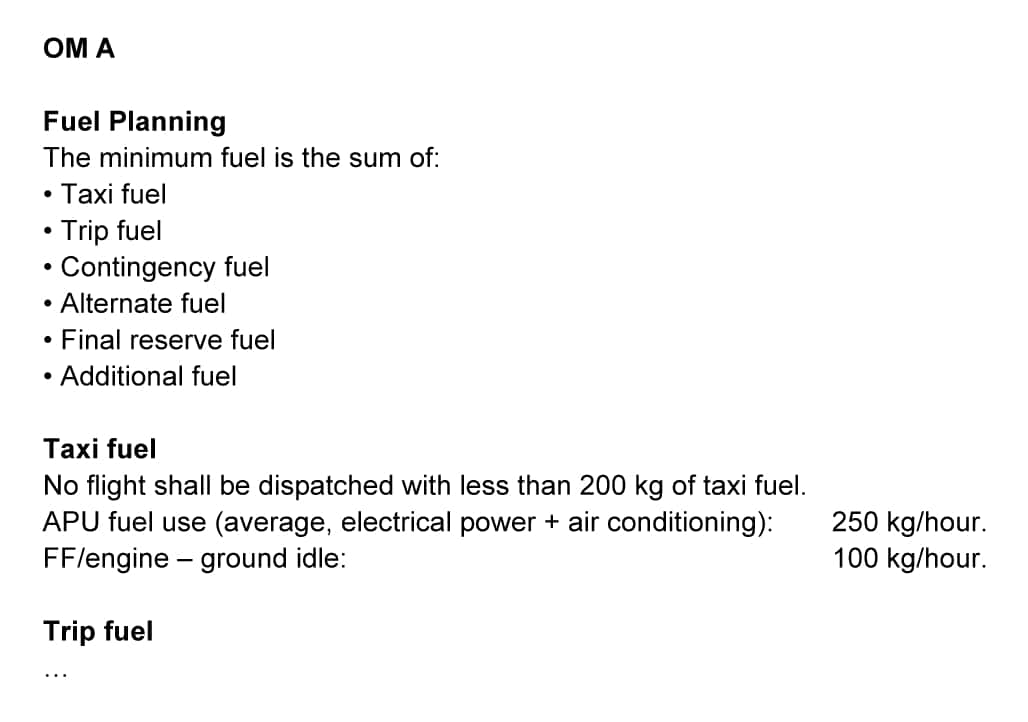 OM A
Fuel Planning
The minimum fuel is the sum of:
• Taxi fuel
• Trip fuel
• Contingency fuel
• Alternate fuel
• Final reserve fuel
• Additional fuel
Taxi fuel
No flight shall be dispatched with less than 200 kg of taxi fuel.
APU fuel use (average, electrical power + air conditioning): 250 kg/hour.
FF/engine – ground idle: 100 kg/hour.
Trip fuel
…